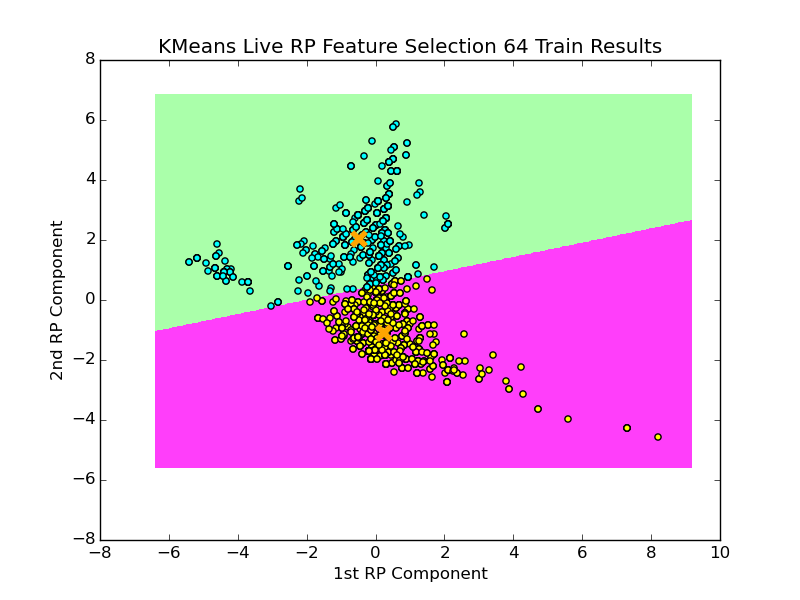 KMeans Live RP Feature Selection 64 Train Results
8
6
4
2
0
−2
−4
−6
−8
2nd RP Component
−8 −6 −4 −2 0 2 4 6 8 10
1st RP Component